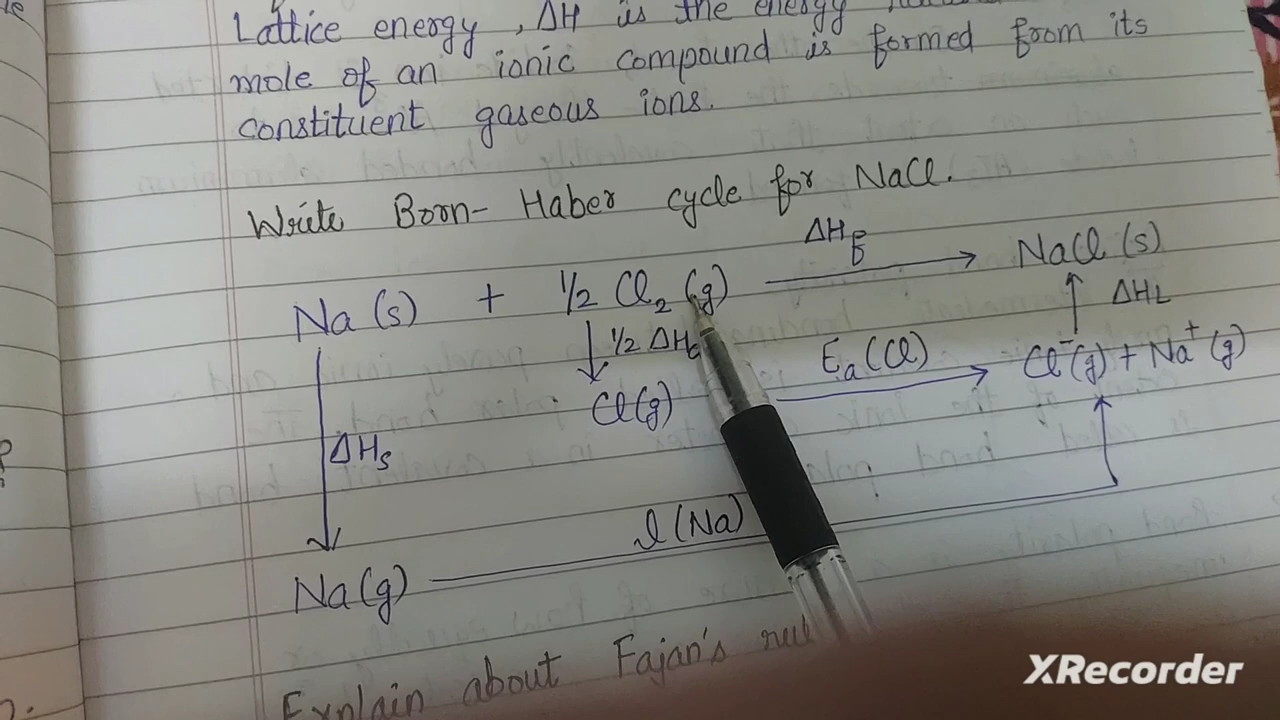 Lattice energy, ΔH is the energy
mole of an ionic compound is formed from its
constituent gaseous ions.
Write Born-Haber cycle for NaCl.
Na(s) + ½ Cl₂ (g) ΔHf NaCl (s)
½ ΔH ΔHL
Cl(g) Ea(Cl) Cl⁻(g) + Na⁺(g)
ΔHs
I(Na)
Na(g)
Explain about Fajan's
XRecorder